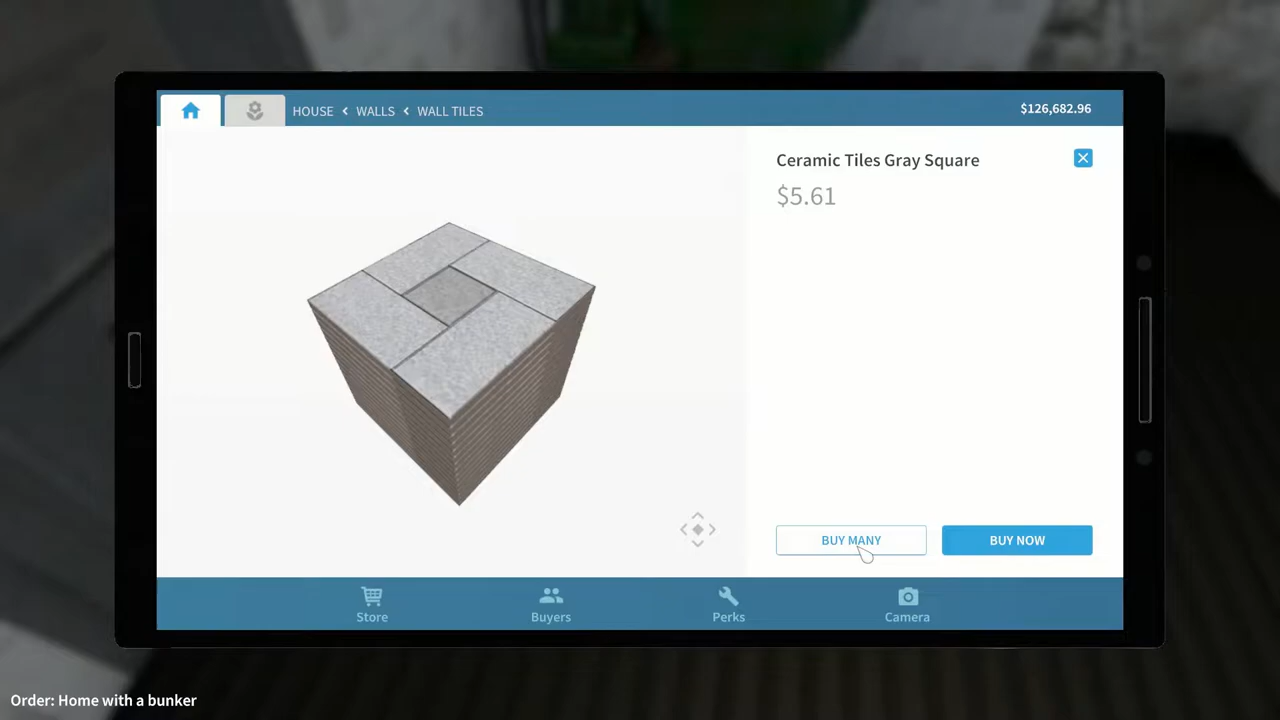 HOUSE < WALLS < WALL TILES
$126,682.96
Ceramic Tiles Gray Square
$5.61
BUY MANY
BUY NOW
Store
Buyers
Perks
Camera
Order: Home with a bunker